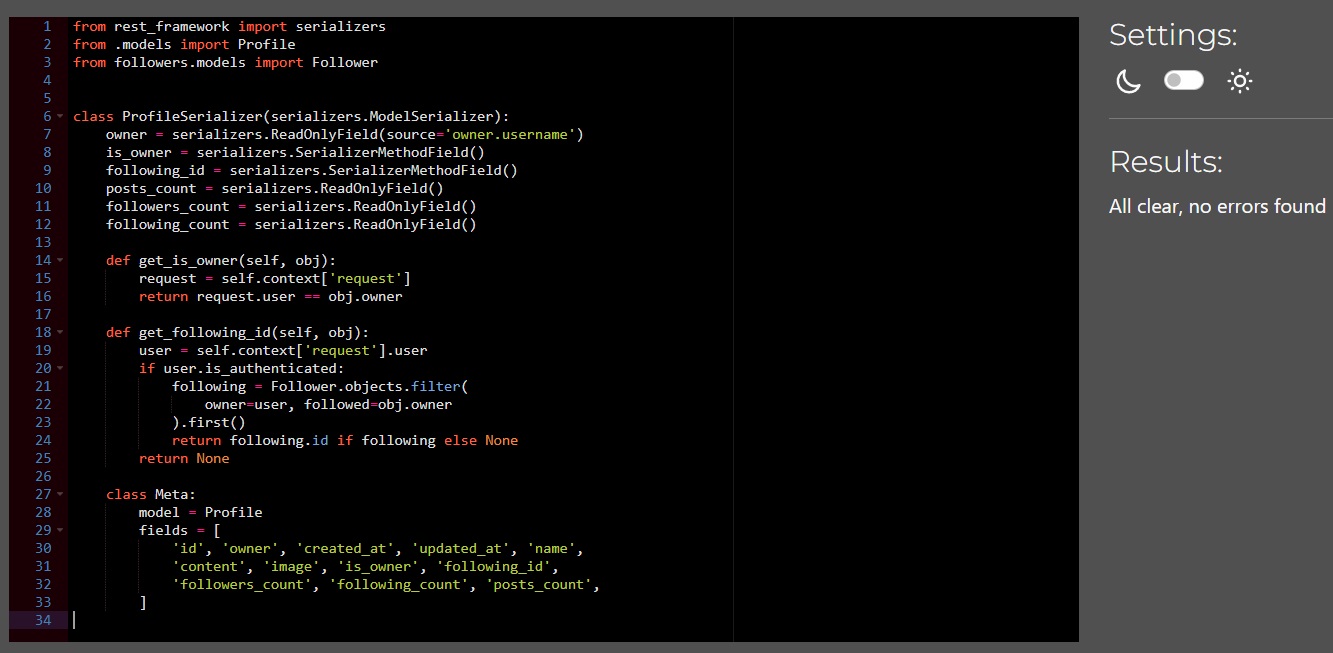 1 from rest_framework import serializers
2 from .models import Profile
3 from followers.models import Follower
4
5
6 class ProfileSerializer(serializers.ModelSerializer):
7     owner = serializers.ReadOnlyField(source='owner.username')
8     is_owner = serializers.SerializerMethodField()
9     following_id = serializers.SerializerMethodField()
10     posts_count = serializers.ReadOnlyField()
11     followers_count = serializers.ReadOnlyField()
12     following_count = serializers.ReadOnlyField()
13
14     def get_is_owner(self, obj):
15         request = self.context['request']
16         return request.user == obj.owner
17
18     def get_following_id(self, obj):
19         user = self.context['request'].user
20         if user.is_authenticated:
21             following = Follower.objects.filter(
22                 owner=user, followed=obj.owner
23             ).first()
24             return following.id if following else None
25         return None
26
27     class Meta:
28         model = Profile
29         fields = [
30             'id', 'owner', 'created_at', 'updated_at', 'name',
31             'content', 'image', 'is_owner', 'following_id',
32             'followers_count', 'following_count', 'posts_count',
33         ]
34
Settings:
Results:
All clear, no errors found